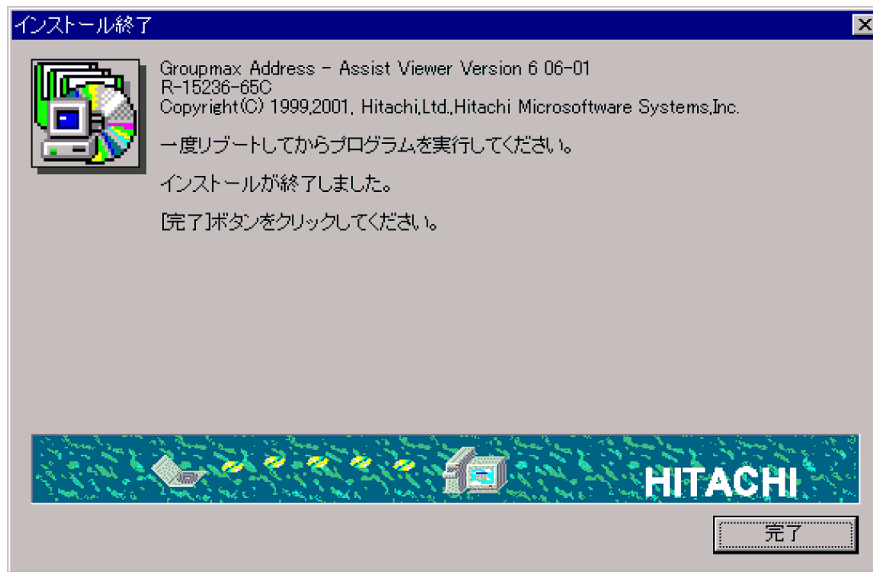 インストール終了
Groupmax Address - Assist Viewer Version 6 06-01
R-15236-65C
Copyright(C) 1999,2001, Hitachi,Ltd.,Hitachi Microsoftware Systems,Inc.
一度リブートしてからプログラムを実行してください。
インストールが終了しました。
[完了]ボタンをクリックしてください。
HITACHI
完了